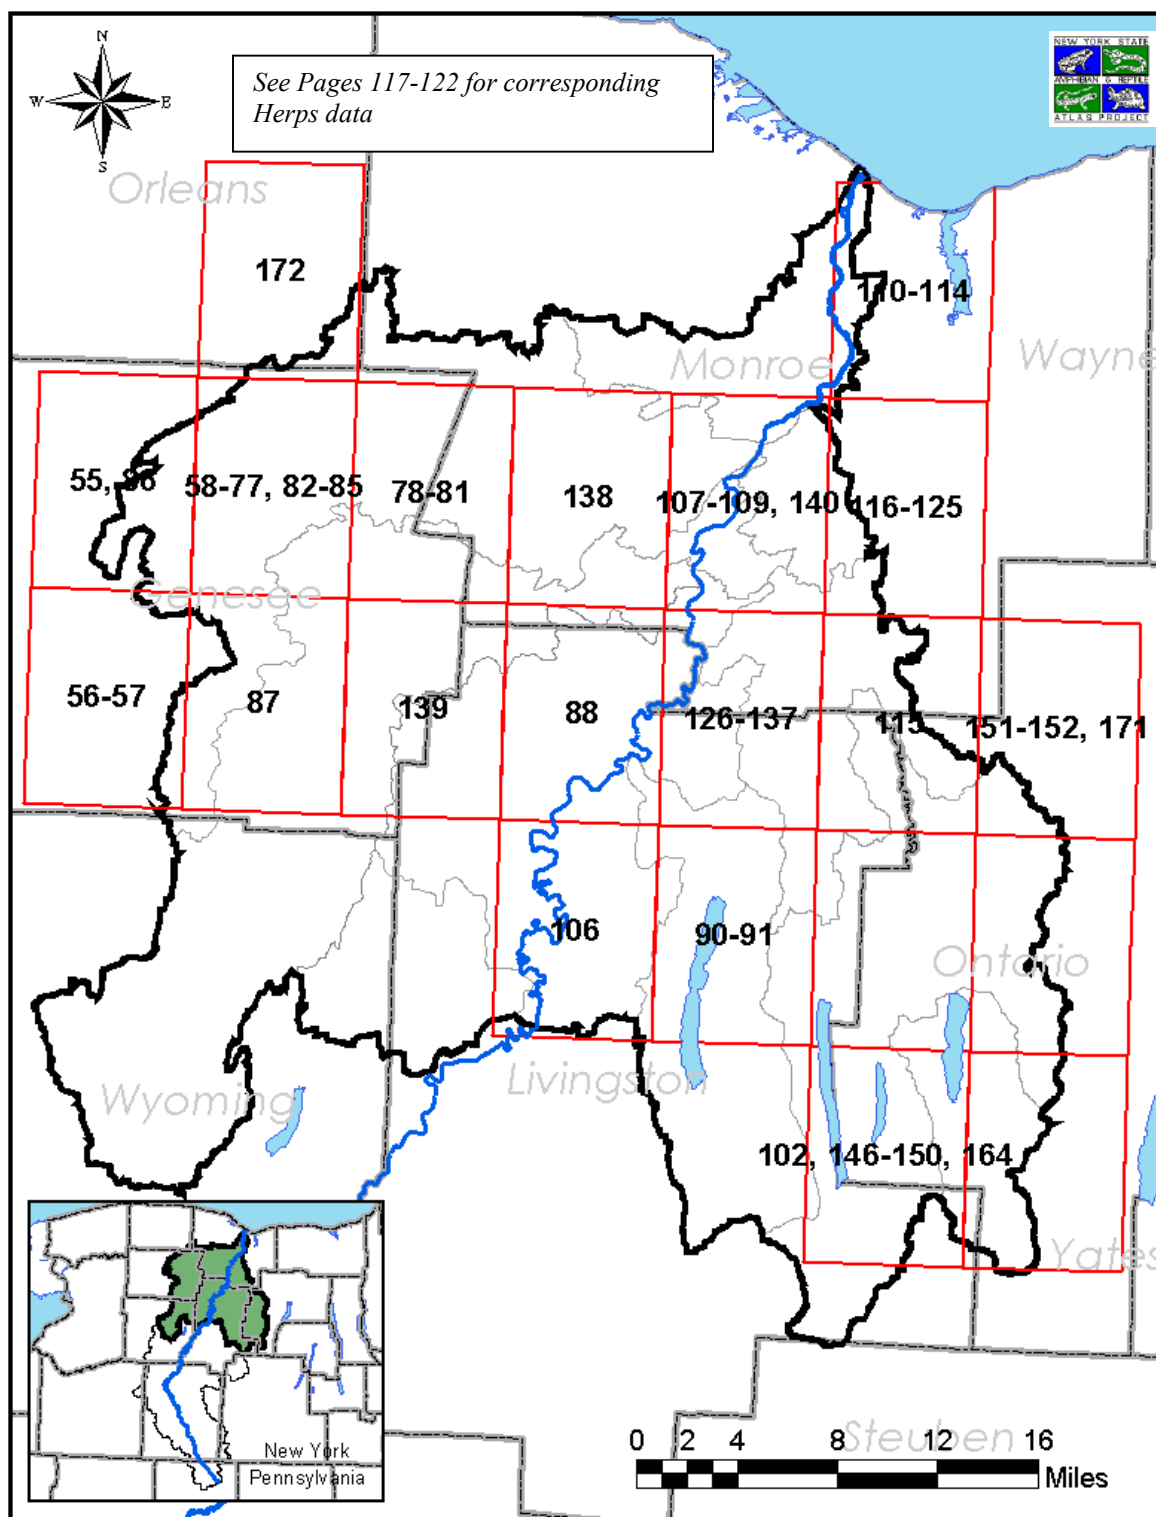 N
W
E
S
See Pages 117-122 for corresponding
Herps data
NEW YORK STATE
AMPHIBIAN & REPTILE
ATLAS PROJECT
Orleans
172
110-114
Monroe
Wayne
55, 86
58-77, 82-85
78-81
138
107-109, 140
116-125
Genesee
56-57
87
139
88
126-137
115
151-152, 171
106
90-91
Ontario
Wyoming
Livingston
102, 146-150, 164
Yates
New York
Pennsylvania
Steuben
0 2 4 8 12 16
Miles